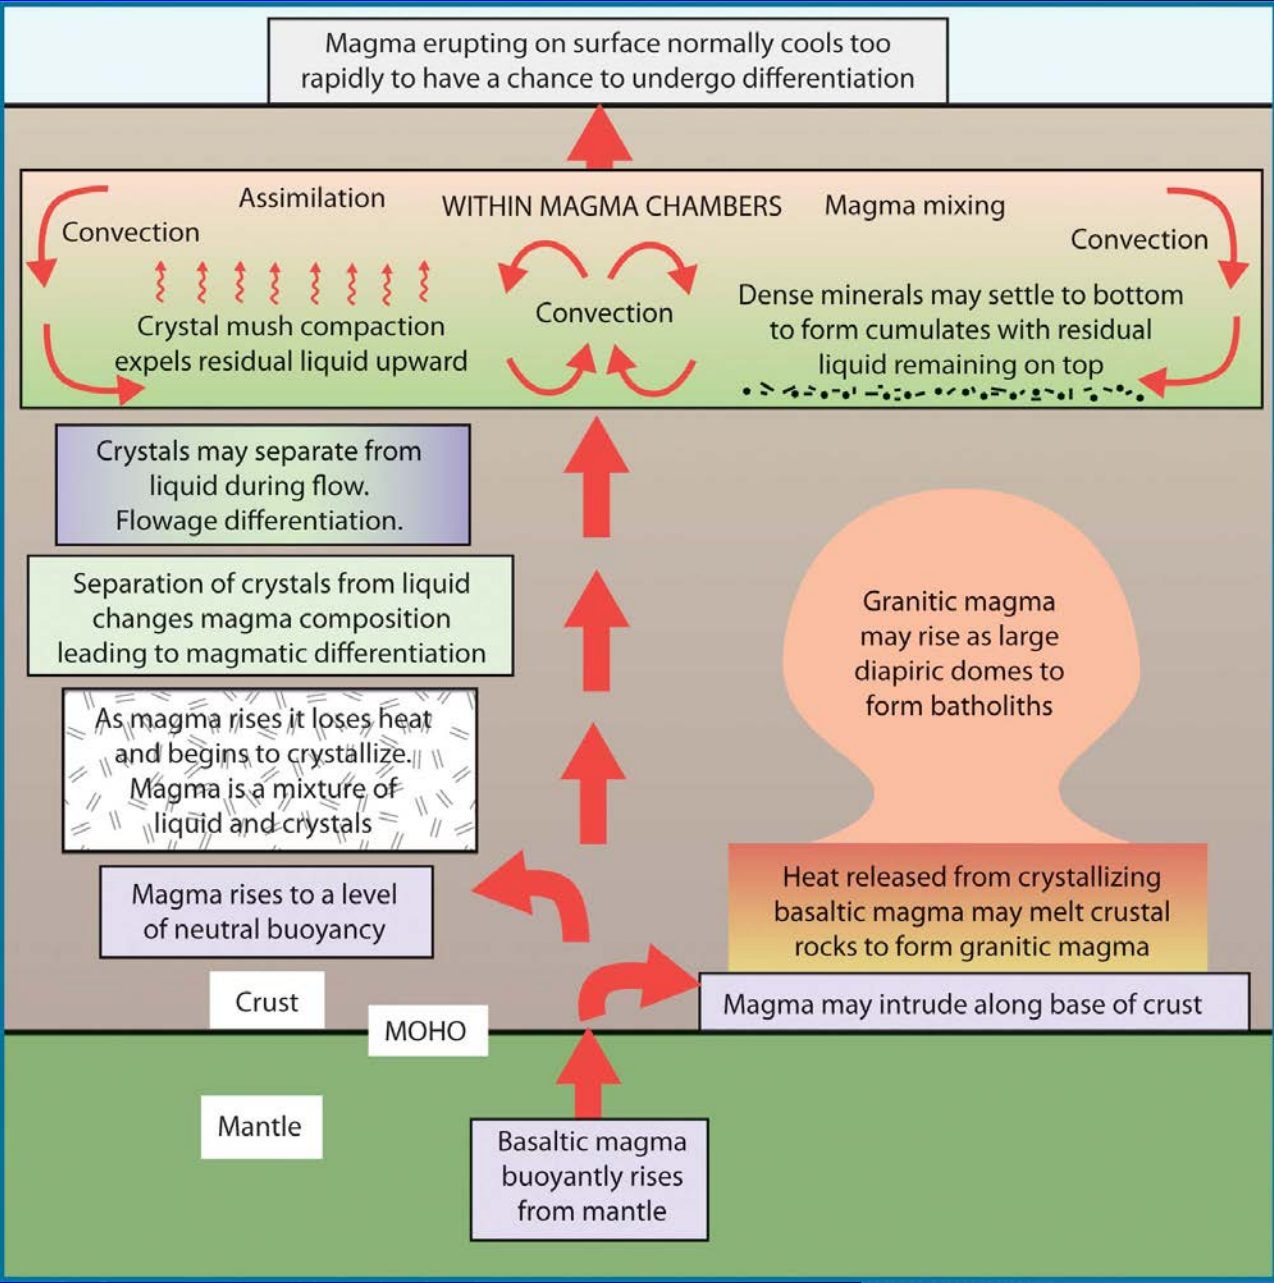 Magma erupting on surface normally cools too
rapidly to have a chance to undergo differentiation
Assimilation
WITHIN MAGMA CHAMBERS
Magma mixing
Convection
Convection
Convection
Crystal mush compaction
expels residual liquid upward
Dense minerals may settle to bottom
to form cumulates with residual
liquid remaining on top
Crystals may separate from
liquid during flow.
Flowage differentiation.
Separation of crystals from liquid
changes magma composition
leading to magmatic differentiation
As magma rises it loses heat
and begins to crystallize.
Magma is a mixture of
liquid and crystals
Magma rises to a level
of neutral buoyancy
Granitic magma
may rise as large
diapiric domes to
form batholiths
Heat released from crystallizing
basaltic magma may melt crustal
rocks to form granitic magma
Magma may intrude along base of crust
Crust
MOHO
Mantle
Basaltic magma
buoyantly rises
from mantle